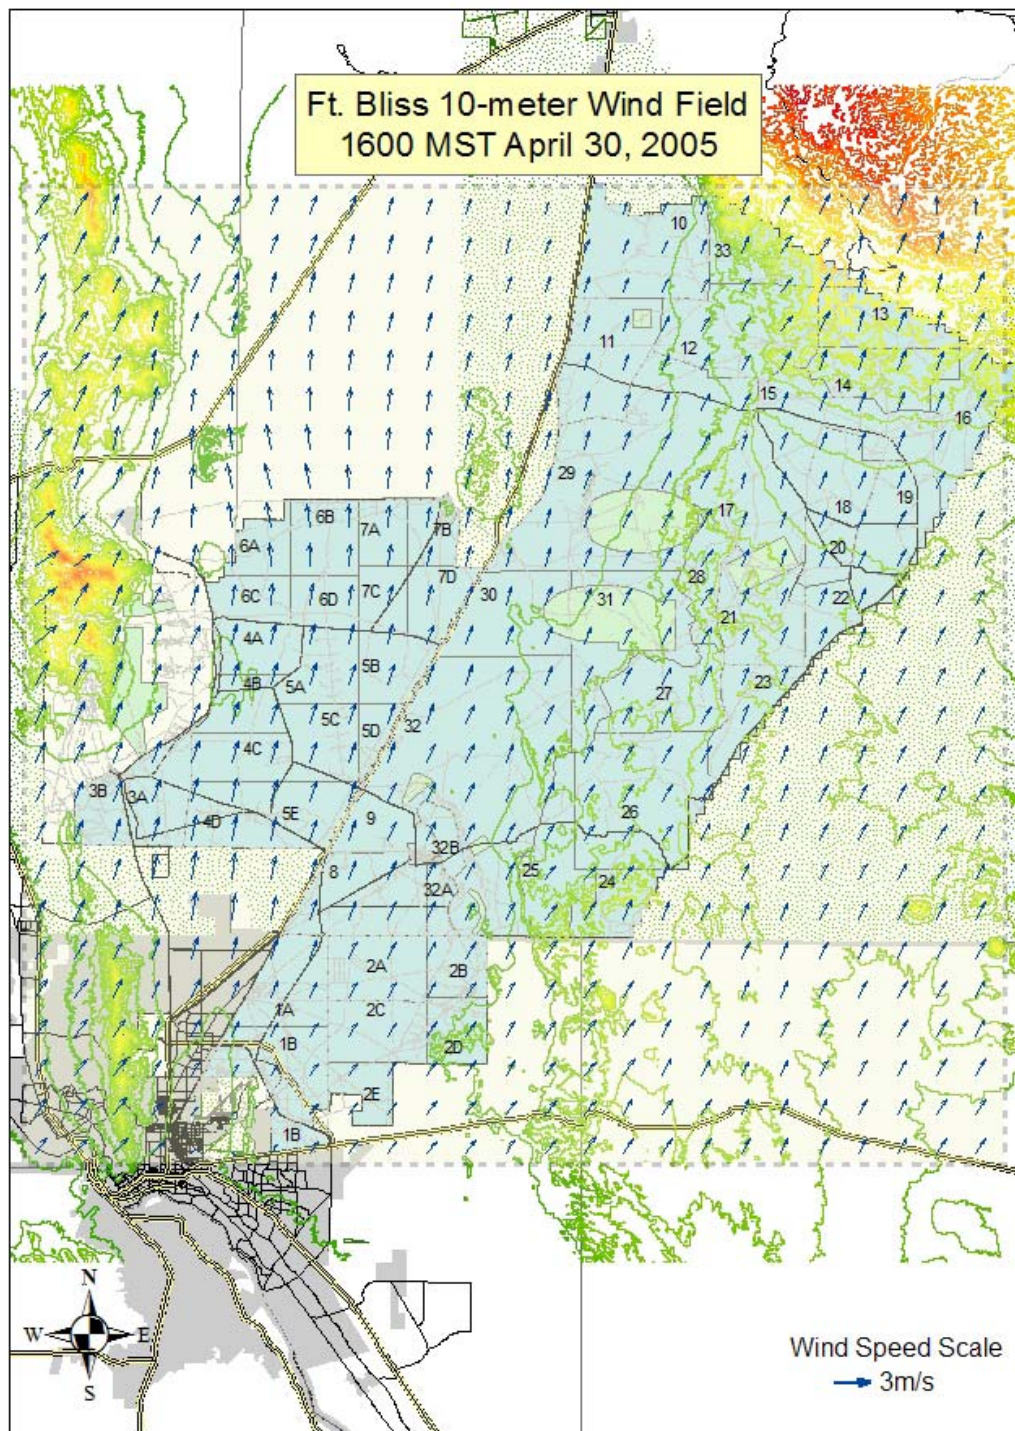 Ft. Bliss 10-meter Wind Field
1600 MST April 30, 2005
10
33
13
11
12
14
15
16
29
17
18
19
6B
7A
7B
6A
20
7D
28
6C
6D
7C
30
31
22
4A
21
5B
4B
5A
27
23
5C
5D
32
4C
3B
3A
5E
4D
9
26
32B
8
25
24
32A
2A
2B
1A
2C
1B
2D
2E
1B
N
W
E
S
Wind Speed Scale
3m/s